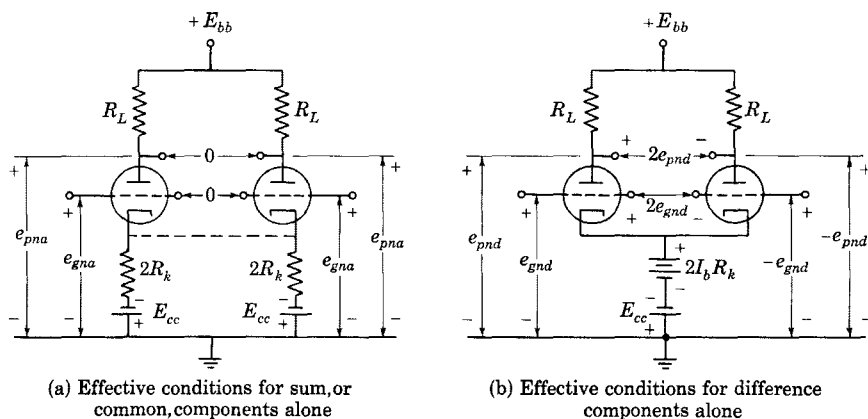 + E_bb
R_L
R_L
+
0
+
+
0
+
e_pna
e_gna
e_gna
e_pna
2R_k
2R_k
−
−
E_cc
E_cc
+
+
−
−
−
−
(a) Effective conditions for sum, or
common, components alone
+ E_bb
R_L
R_L
+
+
−
+
2e_pnd
+
+
+
2e_gnd
−
e_pnd
e_gnd
−e_gnd
−e_pnd
+
2I_bR_k
−
−
E_cc
+
−
−
−
−
(b) Effective conditions for difference
components alone